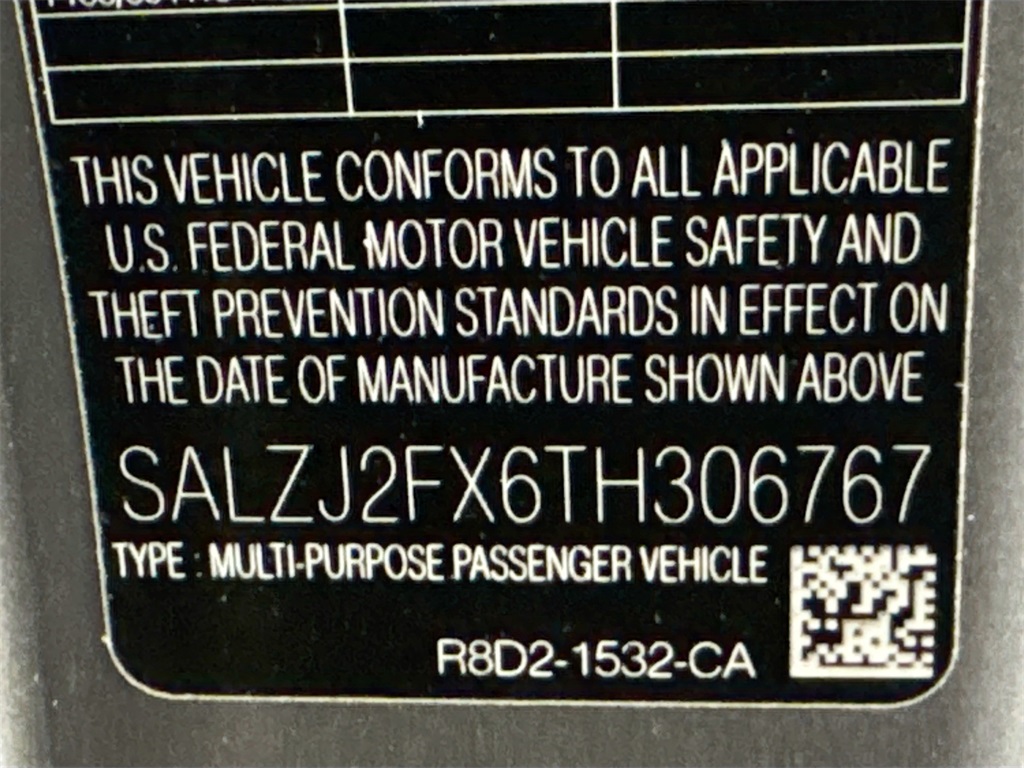 THIS VEHICLE CONFORMS TO ALL APPLICABLE
U.S. FEDERAL MOTOR VEHICLE SAFETY AND
THEFT PREVENTION STANDARDS IN EFFECT ON
THE DATE OF MANUFACTURE SHOWN ABOVE
SALZJ2FX6TH306767
TYPE : MULTI-PURPOSE PASSENGER VEHICLE
R8D2-1532-CA